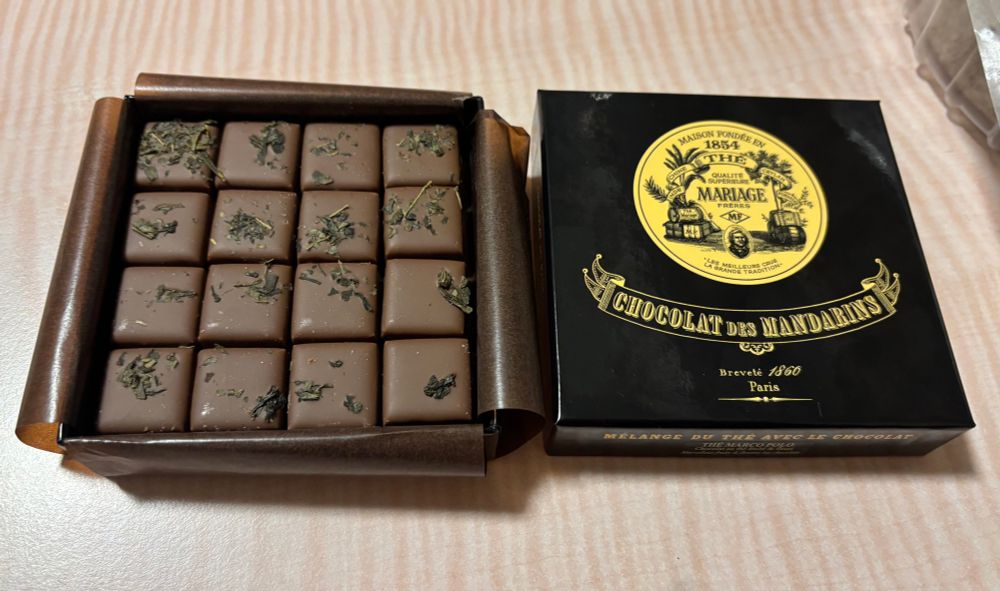 MAISON FONDÉE EN
1854
THÉ
QUALITÉ
SUPÉRIEURE
MARIAGE
FRÈRES
MF
"LES MEILLEURS CRUS
LA GRANDE TRADITION"
CHOCOLAT DES MANDARINS
Breveté 1860
Paris
MÉLANGE DU THÉ AVEC LE CHOCOLAT
THÉ MARCO POLO